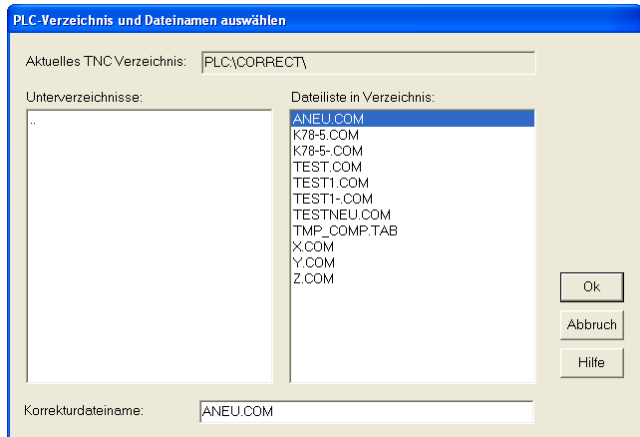 PLC-Verzeichnis und Dateinamen auswählen
Aktuelles TNC Verzeichnis: PLC:\CORRECT\
Unterverzeichnisse:
..
Dateiliste in Verzeichnis:
ANEU.COM
K78-5.COM
K78-5-.COM
TEST.COM
TEST1.COM
TEST1-.COM
TESTNEU.COM
TMP_COMP.TAB
X.COM
Y.COM
Z.COM
Ok
Abbruch
Hilfe
Korrekturdateiname: ANEU.COM